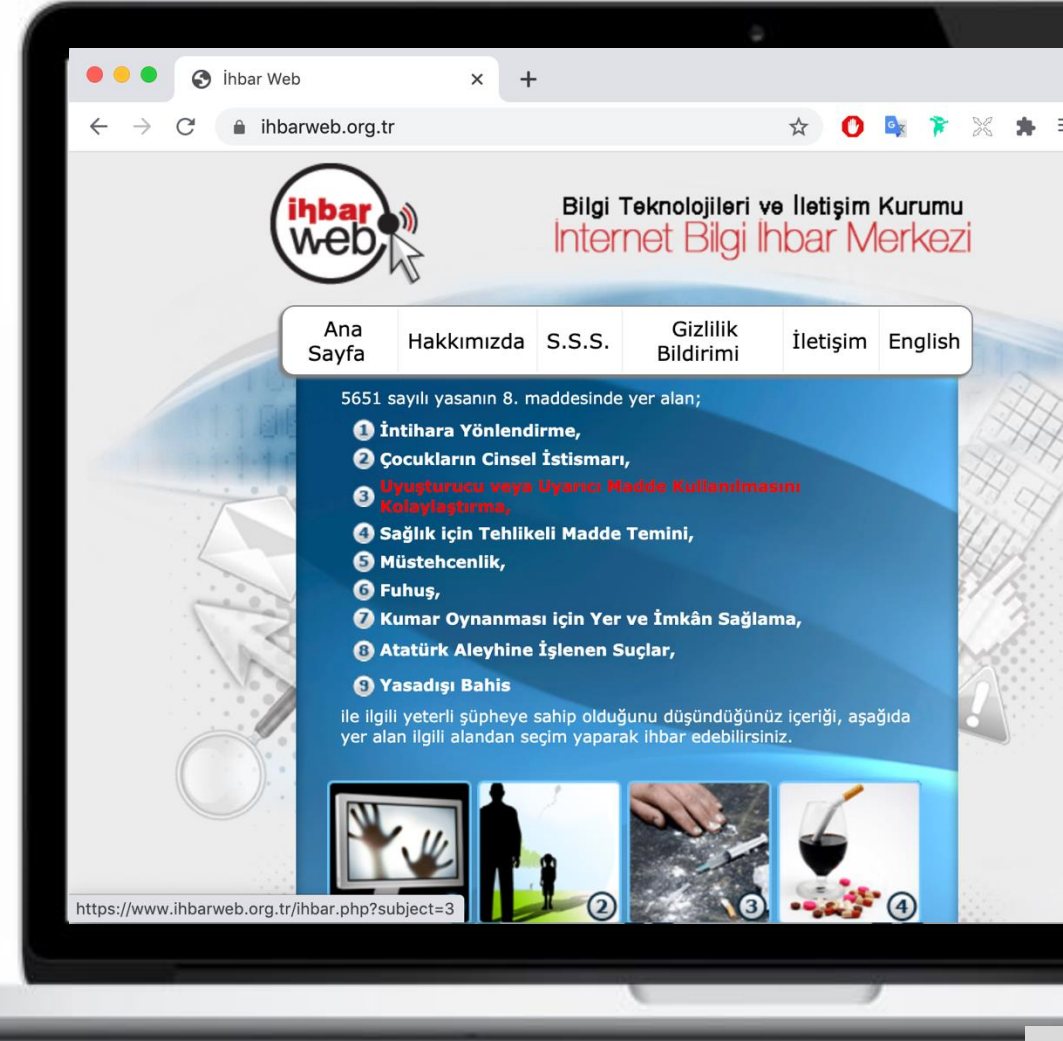 İhbar Web
ihbarweb.org.tr
ihbar
web
Bilgi Teknolojileri ve İletişim Kurumu
İnternet Bilgi İhbar Merkezi
Ana
Sayfa
Hakkımızda
S.S.S.
Gizlilik
Bildirimi
İletişim
English
5651 sayılı yasanın 8. maddesinde yer alan;
1 İntihara Yönlendirme,
2 Çocukların Cinsel İstismarı,
3 Uyuşturucu veya Uyarıcı Madde Kullanılmasını
Kolaylaştırma,
4 Sağlık için Tehlikeli Madde Temini,
5 Müstehcenlik,
6 Fuhuş,
7 Kumar Oynanması için Yer ve İmkân Sağlama,
8 Atatürk Aleyhine İşlenen Suçlar,
9 Yasadışı Bahis
ile ilgili yeterli şüpheye sahip olduğunu düşündüğünüz içeriği, aşağıda
yer alan ilgili alandan seçim yaparak ihbar edebilirsiniz.
2
3
4
https://www.ihbarweb.org.tr/ihbar.php?subject=3